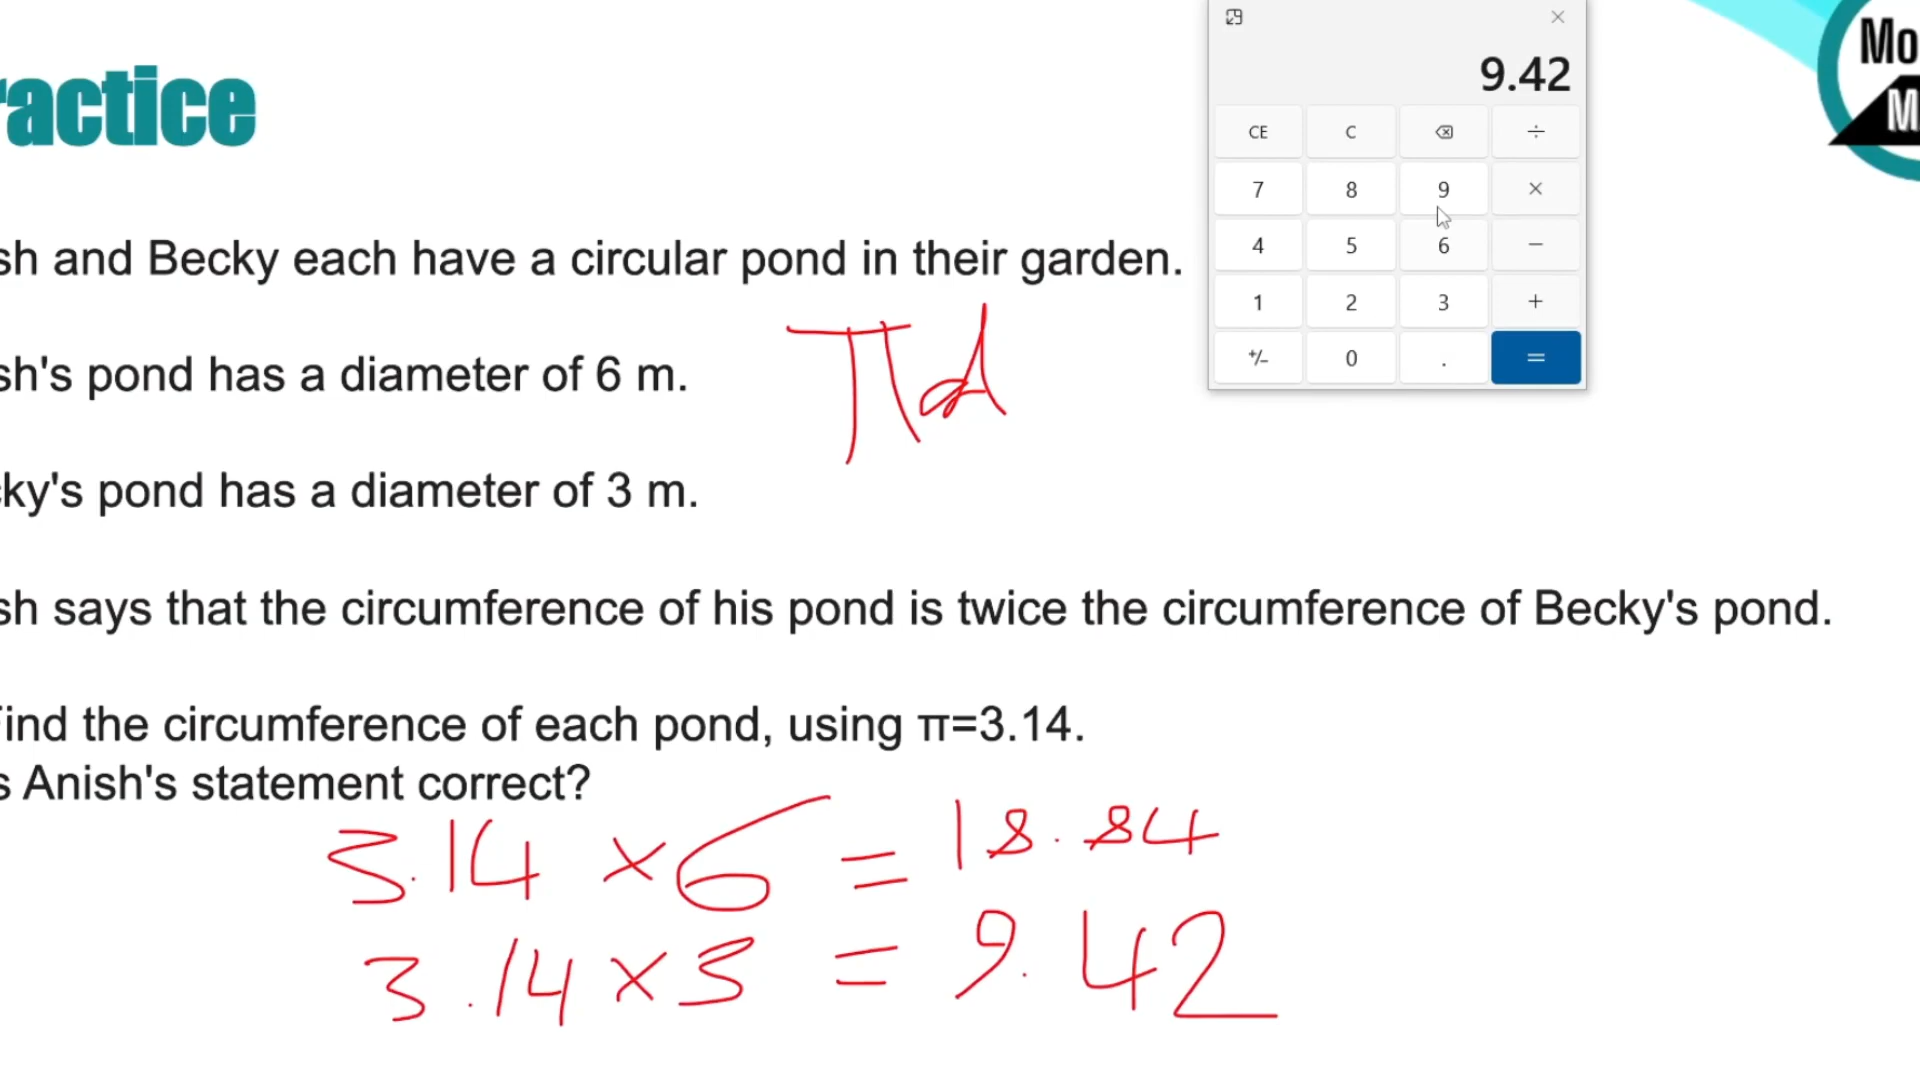 ractice
sh and Becky each have a circular pond in their garden.
πd
sh's pond has a diameter of 6 m.
cky's pond has a diameter of 3 m.
sh says that the circumference of his pond is twice the circumference of Becky's pond.
ind the circumference of each pond, using π=3.14.
s Anish's statement correct?
3.14 × 6 = 18.84
3.14 × 3 = 9.42
9.42
CE C ÷
7 8 9 ×
4 5 6 −
1 2 3 +
+/− 0 . =
Mo
M